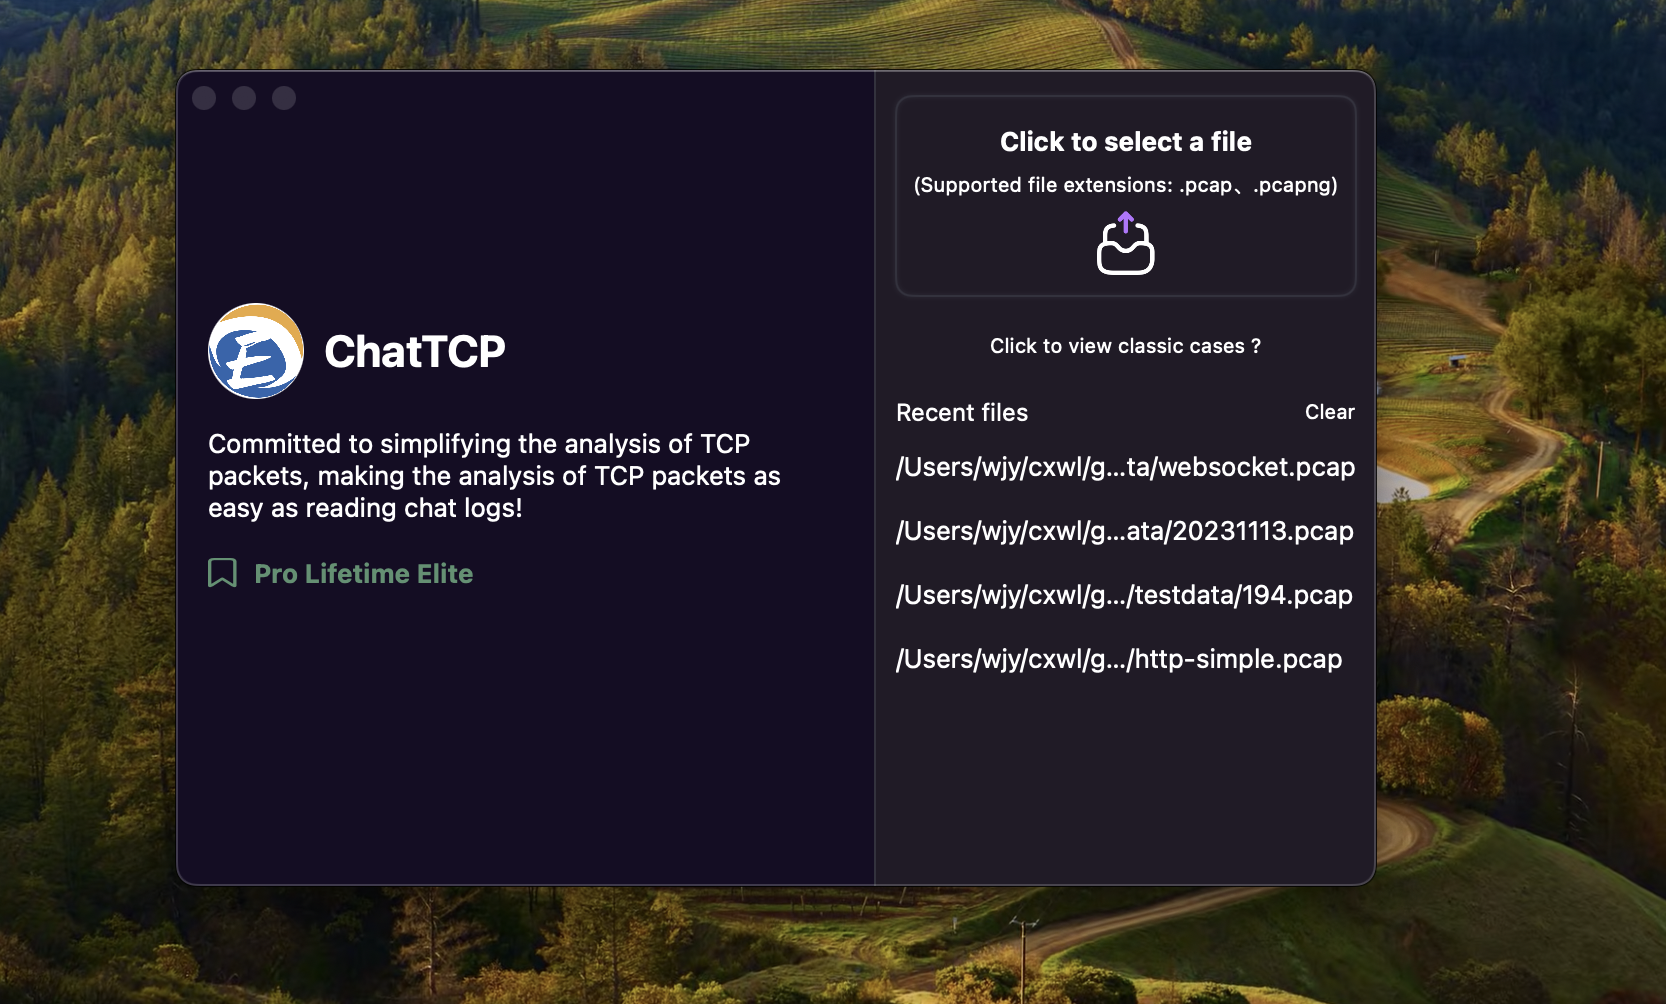 ChatTCP
Committed to simplifying the analysis of TCP
packets, making the analysis of TCP packets as
easy as reading chat logs!
Pro Lifetime Elite
Click to select a file
(Supported file extensions: .pcap、.pcapng)
Click to view classic cases ?
Recent files
Clear
/Users/wjy/cxwl/g...ta/websocket.pcap
/Users/wjy/cxwl/g...ata/20231113.pcap
/Users/wjy/cxwl/g.../testdata/194.pcap
/Users/wjy/cxwl/g.../http-simple.pcap